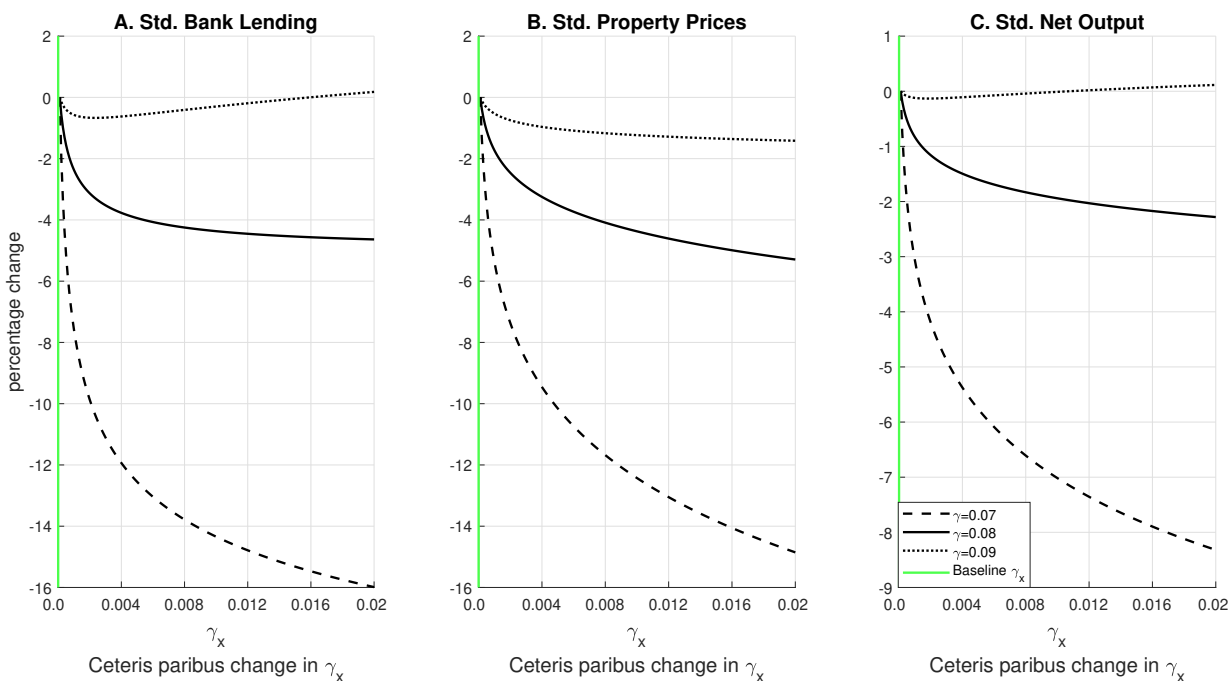 A. Std. Bank Lending
2
0
-2
-4
-6
-8
-10
-12
-14
-16
percentage change
0.0 0.004 0.008 0.012 0.016 0.02
γx
Ceteris paribus change in γx
B. Std. Property Prices
2
0
-2
-4
-6
-8
-10
-12
-14
-16
0.0 0.004 0.008 0.012 0.016 0.02
γx
Ceteris paribus change in γx
C. Std. Net Output
1
0
-1
-2
-3
-4
-5
-6
-7
-8
-9
γ=0.07
γ=0.08
γ=0.09
Baseline γx
0.0 0.004 0.008 0.012 0.016 0.02
γx
Ceteris paribus change in γx